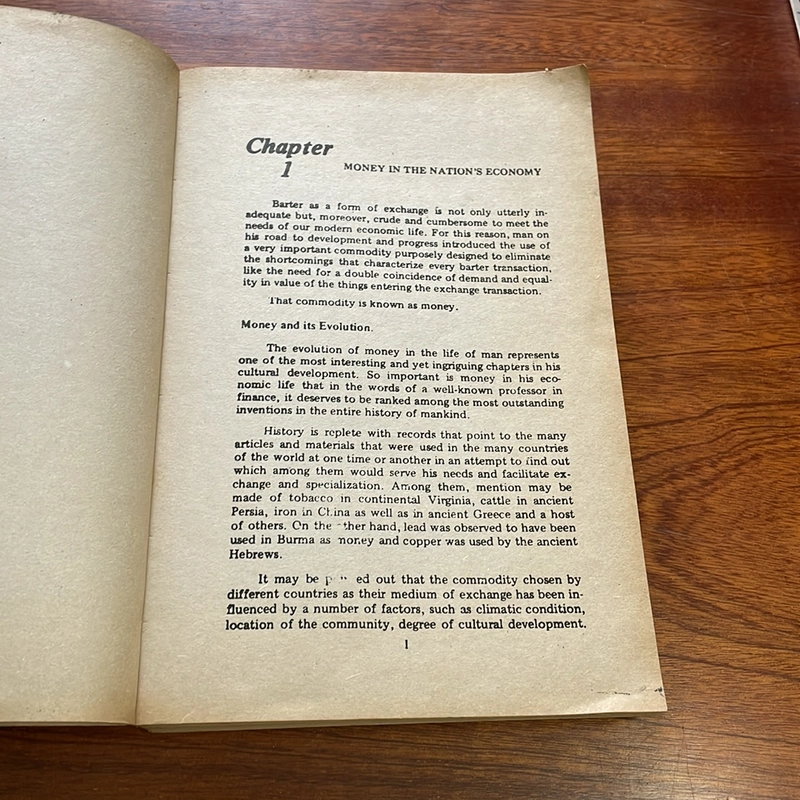 Chapter
1
MONEY IN THE NATION'S ECONOMY
Barter as a form of exchange is not only utterly in-
adequate but, moreover, crude and cumbersome to meet the
needs of our modern economic life. For this reason, man on
his road to development and progress introduced the use of
a very important commodity purposely designed to eliminate
the shortcomings that characterize every barter transaction,
like the need for a double coincidence of demand and equal-
ity in value of the things entering the exchange transaction.
That commodity is known as money.
Money and its Evolution.
The evolution of money in the life of man represents
one of the most interesting and yet ingriguing chapters in his
cultural development. So important is money in his eco-
nomic life that in the words of a well-known professor in
finance, it deserves to be ranked among the most outstanding
inventions in the entire history of mankind.
History is replete with records that point to the many
articles and materials that were used in the many countries
of the world at one time or another in an attempt to find out
which among them would serve his needs and facilitate ex-
change and specialization. Among them, mention may be
made of tobacco in continental Virginia, cattle in ancient
Persia, iron in China as well as in ancient Greece and a host
of others. On the other hand, lead was observed to have been
used in Burma as money and copper was used by the ancient
Hebrews.
It may be ed out that the commodity chosen by
different countries as their medium of exchange has been in-
fluenced by a number of factors, such as climatic condition,
location of the community, degree of cultural development.
1